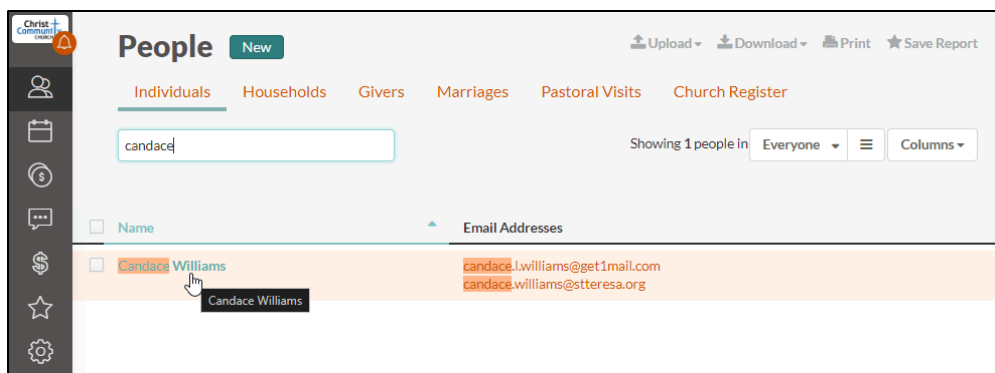 Christ
Community
CHURCH
People
New
Upload
Download
Print
Save Report
Individuals
Households
Givers
Marriages
Pastoral Visits
Church Register
candace
Showing 1 people in
Everyone
Columns
Name
Email Addresses
Candace Williams
candace.l.williams@get1mail.com
candace.williams@stteresa.org
Candace Williams